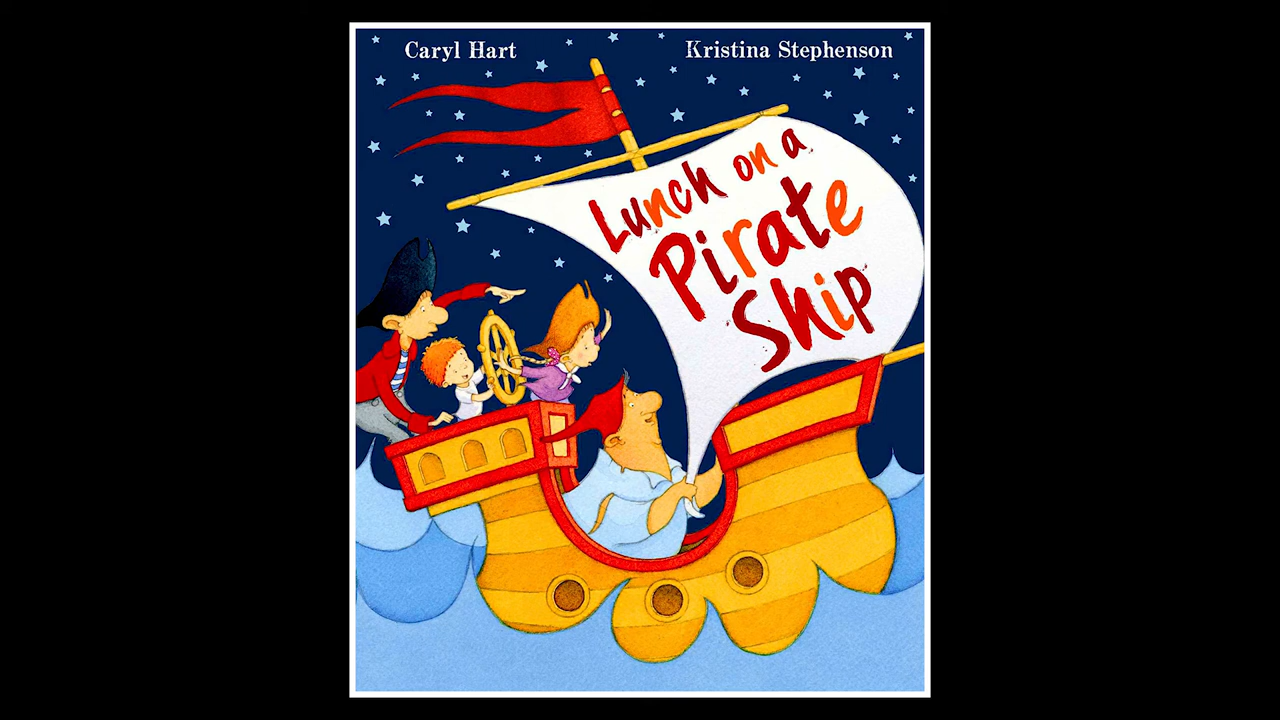 Caryl Hart
Kristina Stephenson
Lunch on a
Pirate
Ship